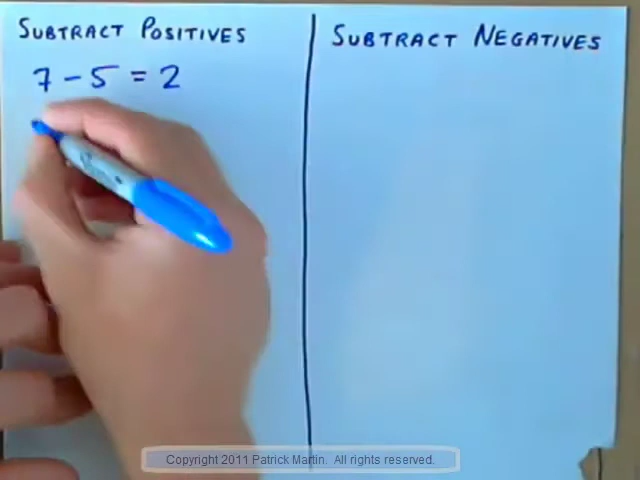 SUBTRACT POSITIVES
SUBTRACT NEGATIVES
7 - 5 = 2
Copyright 2011 Patrick Martin. All rights reserved.